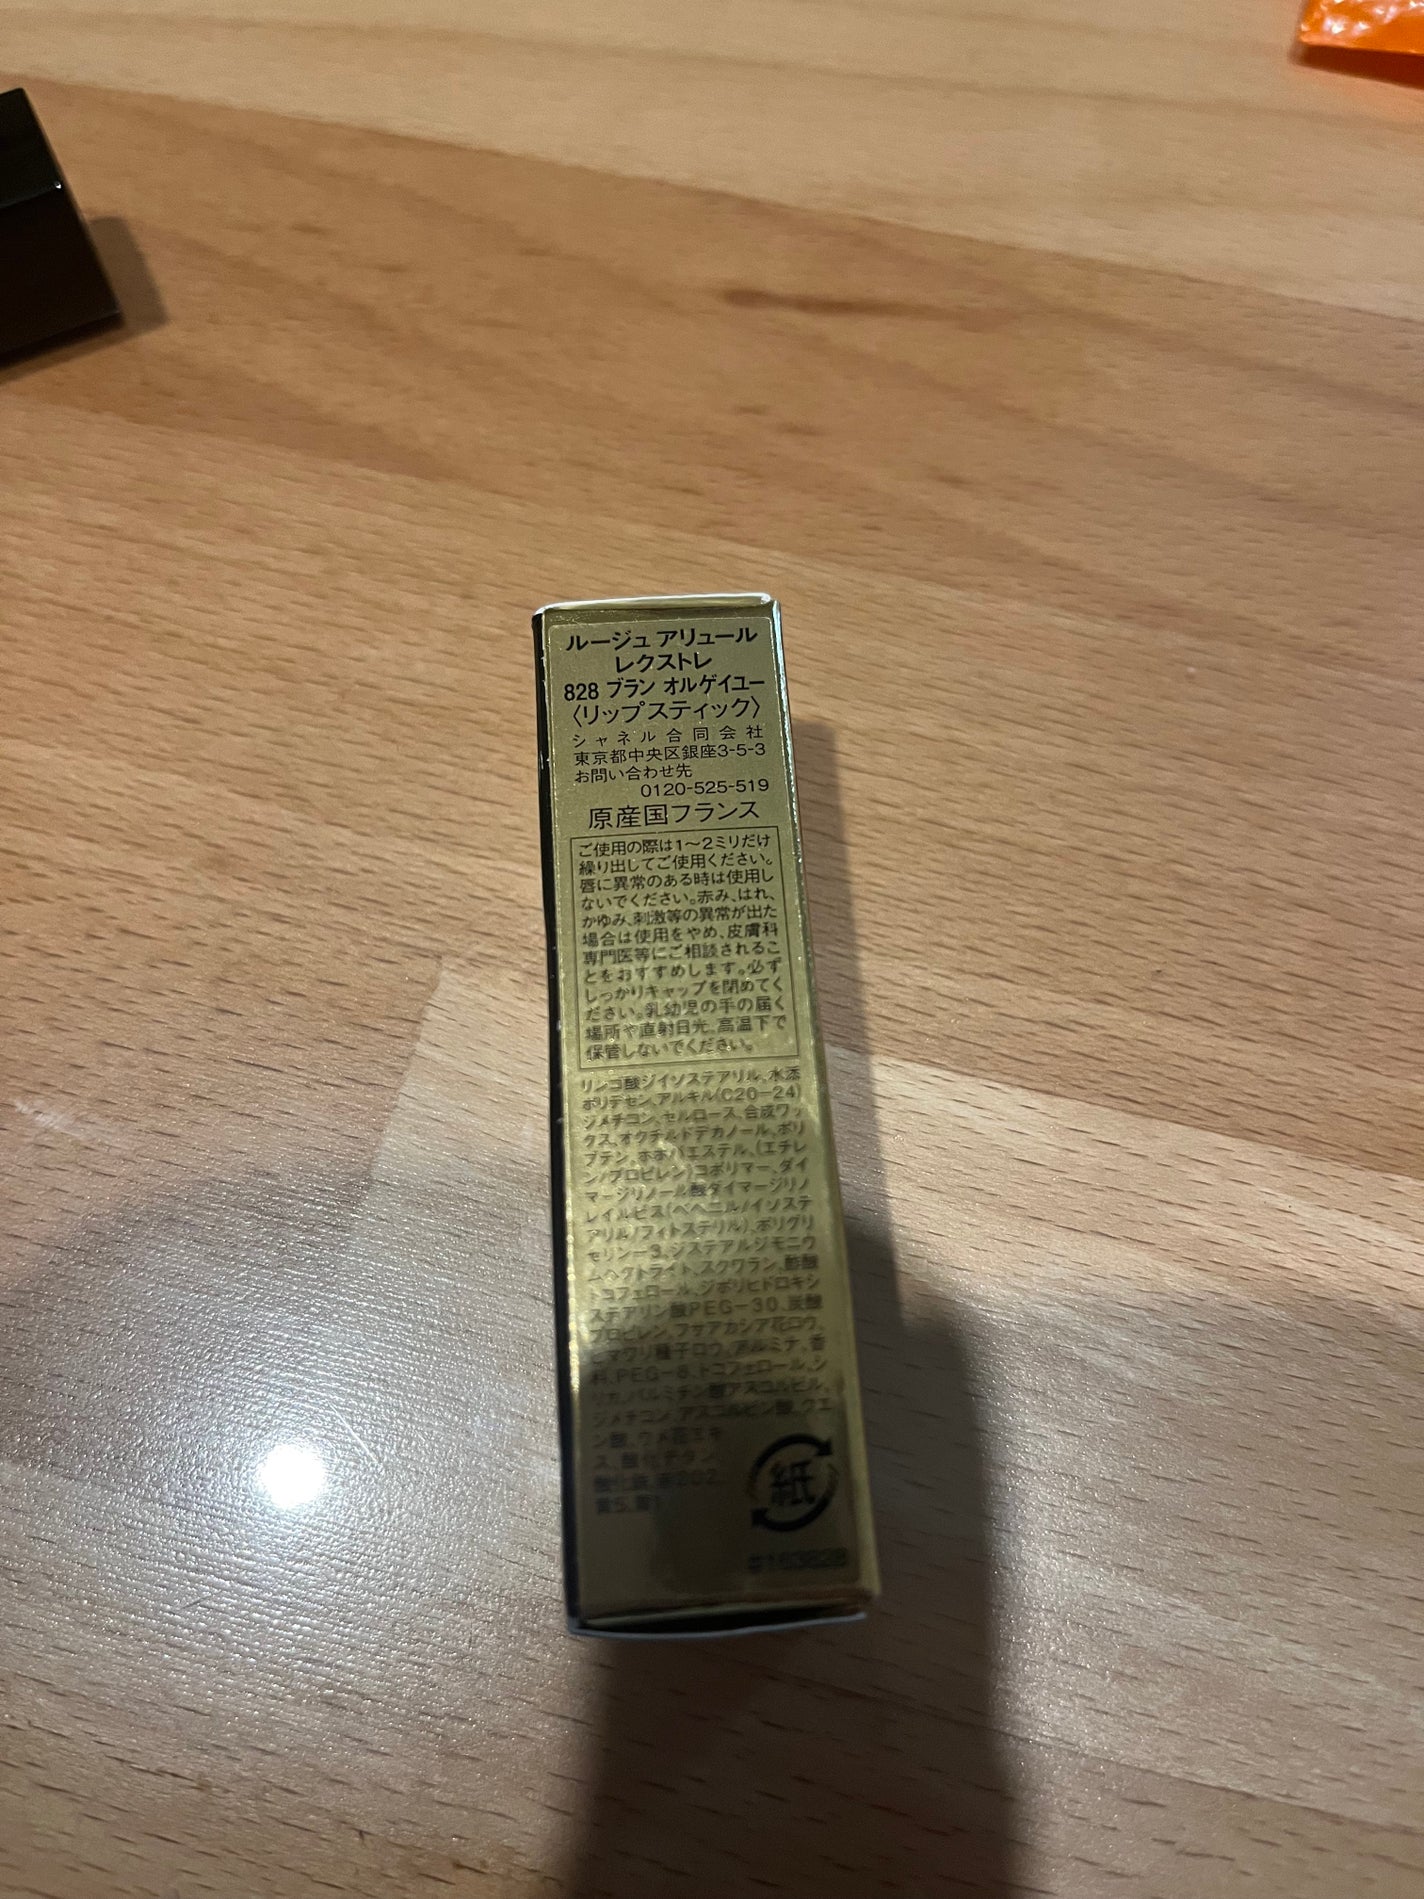 ルージュ アリュール
レクストレ
828 ブラン オルゲイユー
〈リップスティック〉
シャネル合同会社
東京都中央区銀座3-5-3
お問い合わせ先
0120-525-519
原産国フランス
ご使用の際は1〜2ミリだけ
繰り出してご使用ください。
唇に異常のある時は使用し
ないでください。赤み、はれ、
かゆみ、刺激等の異常が出た
場合は使用をやめ、皮膚科
専門医等にご相談されるこ
とをおすすめします。必ず
しっかりキャップを閉めてく
ださい。乳幼児の手の届く
場所や直射日光、高温下で
保管しないでください。
リンゴ酸ジイソステアリル、水添
ポリデセン、アルキル(C20-24)
ジメチコン、セルロース、合成ワッ
クス、オクチルドデカノール、ポリ
ブテン、ホホバエステル、(エチレ
ン/プロピレン)コポリマー、ダイ
マージリノール酸ダイマージリノ
レイルビス(ベヘニル/イソステ
アリル/フィトステリル)、ポリグリ
セリン-3、ジステアルジモニウ
ムヘクトライト、スクワラン、酢酸
トコフェロール、ジポリヒドロキシ
ステアリン酸PEG-30、炭酸
プロピレン、フサアカシア花ロウ、
ヒマワリ種子ロウ、アルミナ、香
料、PEG-8、トコフェロール、シ
リカ、パルミチン酸アスコルビル、
ジメチコン、アスコルビン酸、クエ
ン酸、ウメ花エキ
ス、酸化チタン
紙
#163828